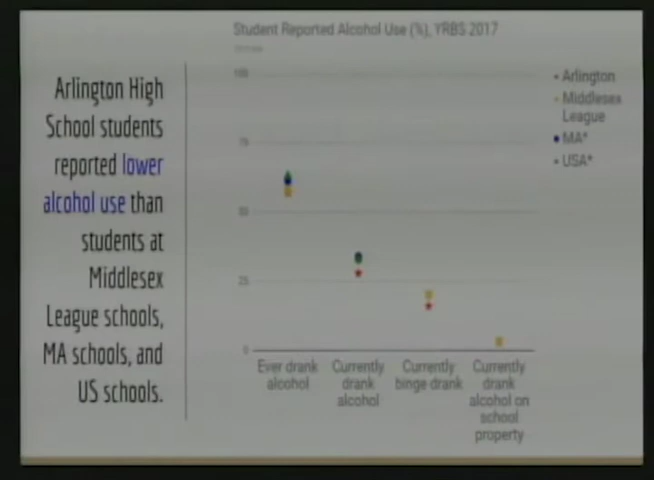 Arlington High
School students
reported lower
alcohol use than
students at
Middlesex
League schools,
MA schools, and
US schools.
Student Reported Alcohol Use (%), YRBS 2017
100
75
50
25
0
Arlington
Middlesex
League
MA*
USA*
Ever drank
alcohol
Currently
drank
alcohol
Currently
binge drank
Currently
drank
alcohol on
school
property